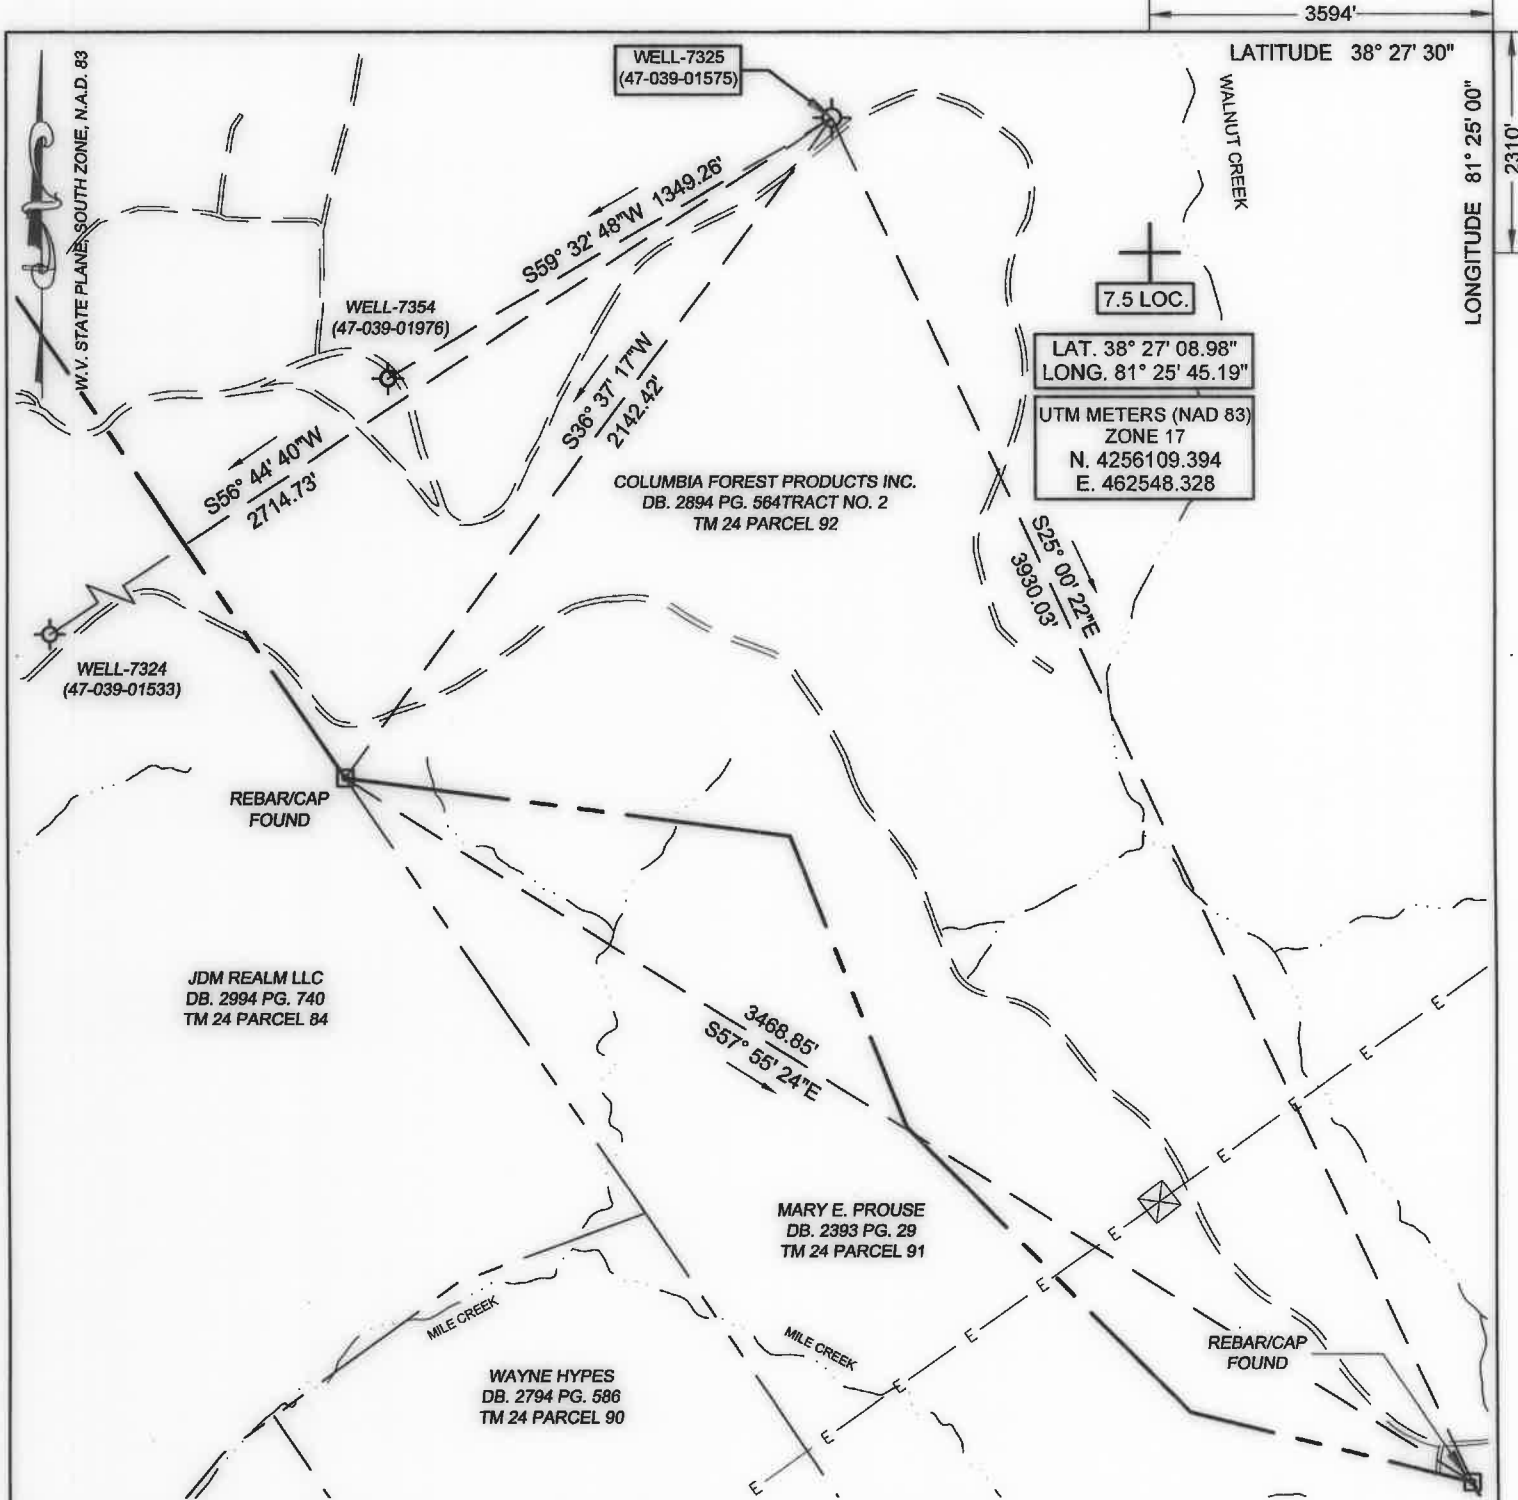 3594'
LATITUDE 38° 27' 30"
LONGITUDE 81° 25' 00"
2310'
W.V. STATE PLANE, SOUTH ZONE, N.A.D. 83
WELL-7325
(47-039-01575)
WALNUT CREEK
S59° 32' 48"W 1349.26'
WELL-7354
(47-039-01976)
7.5 LOC.
LAT. 38° 27' 08.98"
LONG. 81° 25' 45.19"
UTM METERS (NAD 83)
ZONE 17
N. 4256109.394
E. 462548.328
S36° 37' 17"W
2142.42'
S56° 44' 40"W
2714.73'
COLUMBIA FOREST PRODUCTS INC.
DB. 2894 PG. 564TRACT NO. 2
TM 24 PARCEL 92
S25° 00' 22"E
3930.03'
WELL-7324
(47-039-01533)
REBAR/CAP
FOUND
JDM REALM LLC
DB. 2994 PG. 740
TM 24 PARCEL 84
3468.85'
S57° 55' 24"E
E
E
E
E
E
MARY E. PROUSE
DB. 2393 PG. 29
TM 24 PARCEL 91
E
E
E
E
E
MILE CREEK
MILE CREEK
REBAR/CAP
FOUND
WAYNE HYPES
DB. 2794 PG. 586
TM 24 PARCEL 90
E